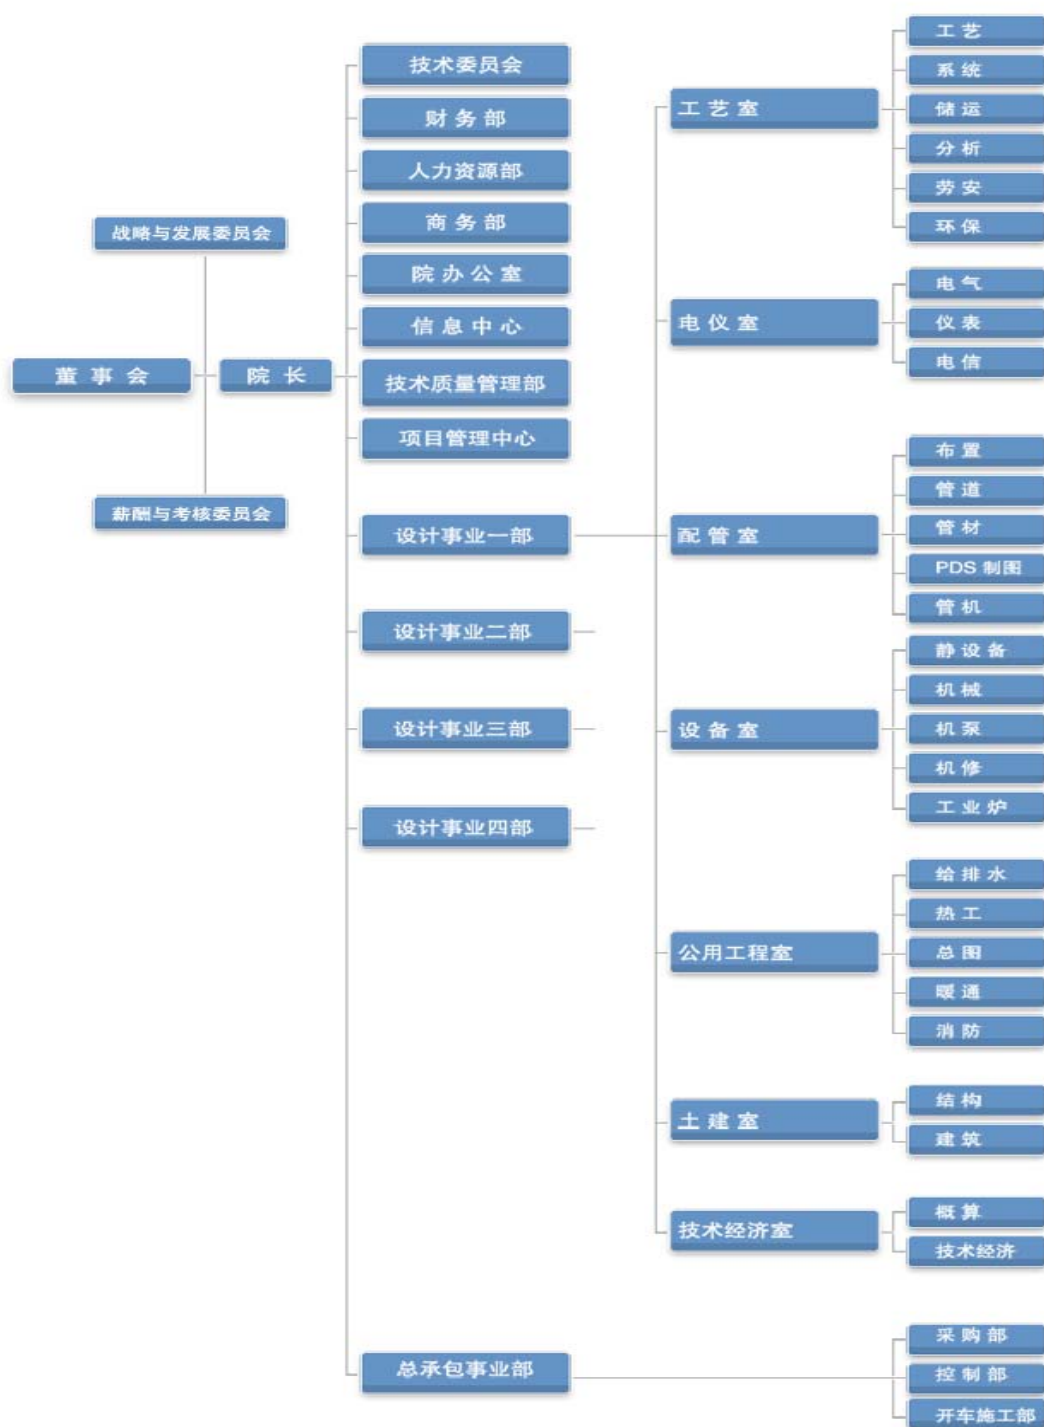 董事会
战略与发展委员会
薪酬与考核委员会
院长
技术委员会
财务部
人力资源部
商务部
院办公室
信息中心
技术质量管理部
项目管理中心
设计事业一部
设计事业二部
设计事业三部
设计事业四部
总承包事业部
工艺室
工艺
系统
储运
分析
劳安
环保
电仪室
电气
仪表
电信
配管室
布置
管道
管材
PDS 制图
管机
设备室
静设备
机械
机泵
机修
工业炉
公用工程室
给排水
热工
总图
暖通
消防
土建室
结构
建筑
技术经济室
概算
技术经济
采购部
控制部
开车施工部